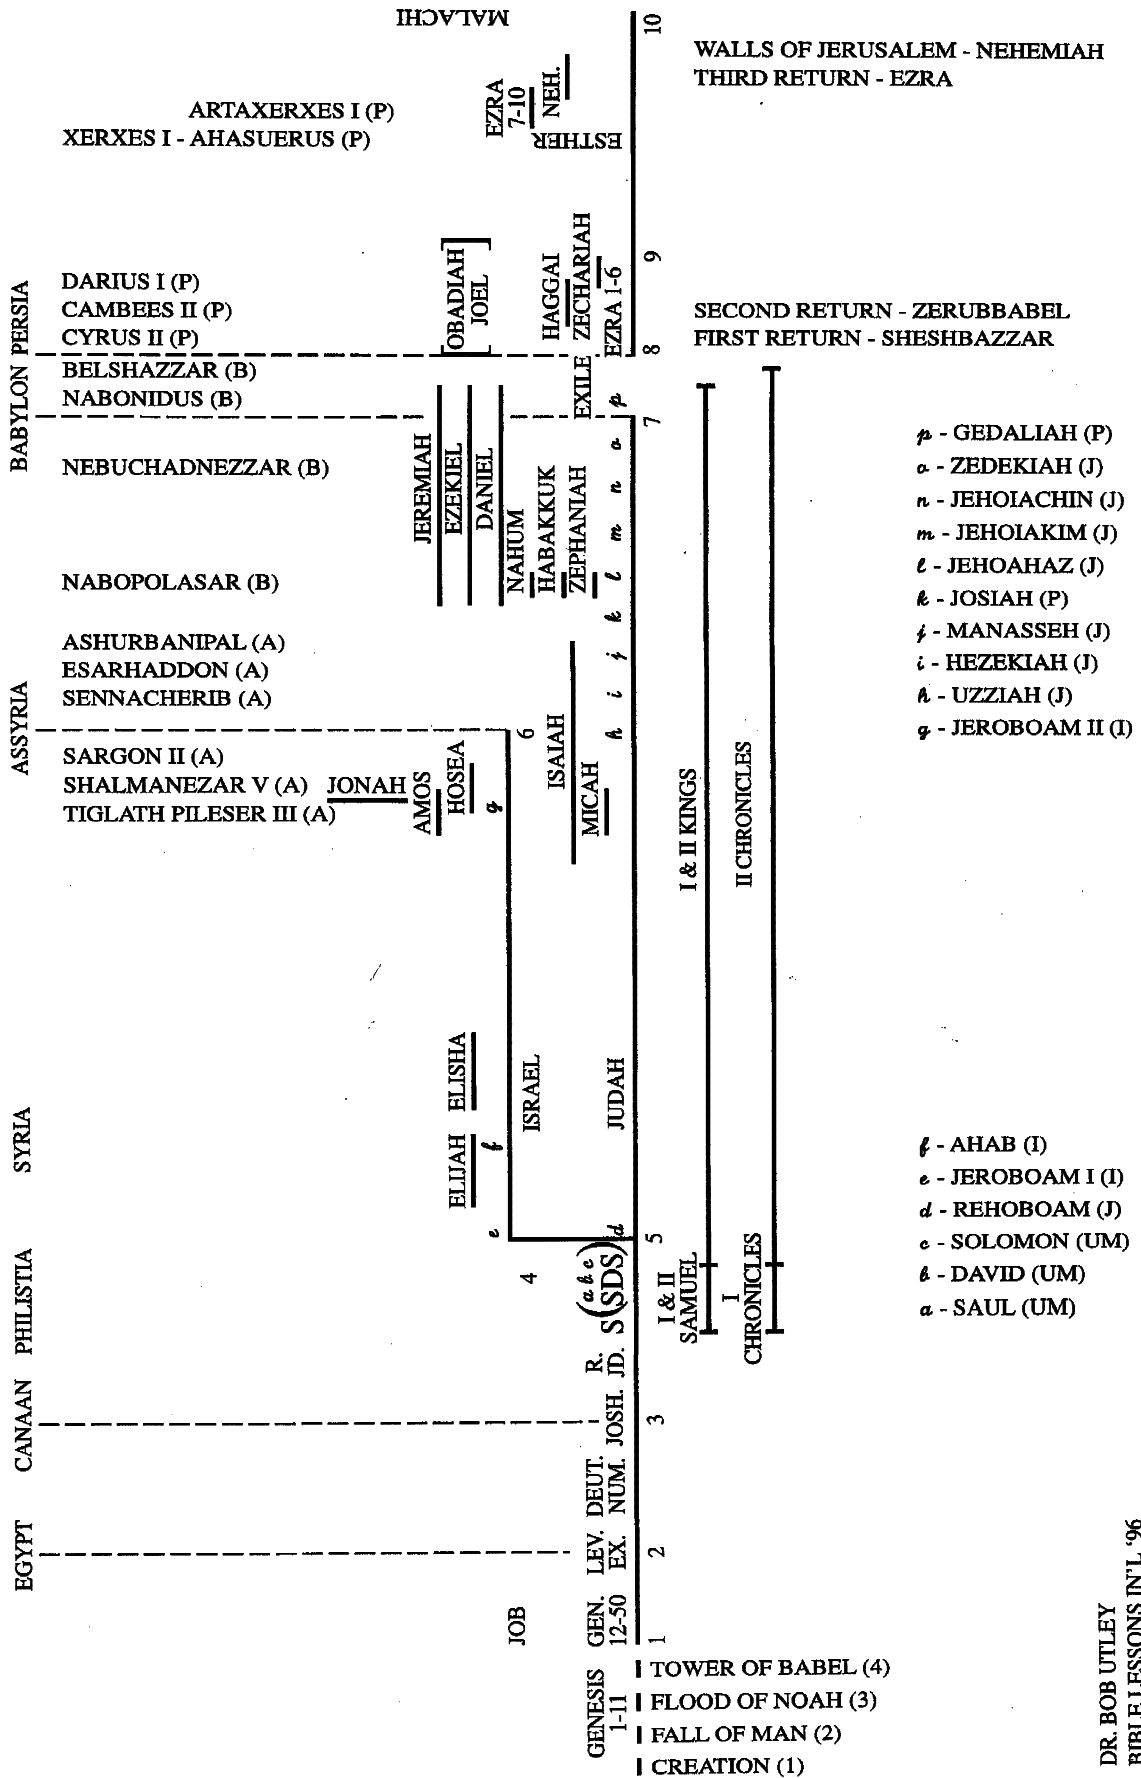 MALACHI
10
WALLS OF JERUSALEM - NEHEMIAH
THIRD RETURN - EZRA
ARTAXERXES I (P)
XERXES I - AHASUERUS (P)
EZRA
7-10
NEH.
ESTHER
PERSIA
DARIUS I (P)
CAMBEES II (P)
CYRUS II (P)
OBADIAH
JOEL
HAGGAI
ZECHARIAH
EZRA 1-6
9
8
SECOND RETURN - ZERUBBABEL
FIRST RETURN - SHESHBAZZAR
BABYLON
BELSHAZZAR (B)
NABONIDUS (B)
NEBUCHADNEZZAR (B)
NABOPOLASAR (B)
EXILE
p
7
JEREMIAH
EZEKIEL
DANIEL
NAHUM
HABAKKUK
ZEPHANIAH
o
n
m
l
k
p - GEDALIAH (P)
o - ZEDEKIAH (J)
n - JEHOIACHIN (J)
m - JEHOIAKIM (J)
l - JEHOAHAZ (J)
k - JOSIAH (P)
j - MANASSEH (J)
i - HEZEKIAH (J)
h - UZZIAH (J)
g - JEROBOAM II (I)
ASSYRIA
ASHURBANIPAL (A)
ESARHADDON (A)
SENNACHERIB (A)
SARGON II (A)
SHALMANEZAR V (A)
TIGLATH PILESER III (A)
JONAH
AMOS
HOSEA
g
6
ISAIAH
MICAH
j
i
h
I & II KINGS
II CHRONICLES
SYRIA
ELISHA
ELIJAH
f
e
ISRAEL
JUDAH
d
5
f - AHAB (I)
e - JEROBOAM I (I)
d - REHOBOAM (J)
c - SOLOMON (UM)
b - DAVID (UM)
a - SAUL (UM)
PHILISTIA
4
(a b c)
S(SDS)
I & II
SAMUEL
I
CHRONICLES
R.
JD.
CANAAN
JOSH.
3
DEUT.
NUM.
EGYPT
LEV.
EX.
2
JOB
GEN.
12-50
1
GENESIS
1-11
TOWER OF BABEL (4)
FLOOD OF NOAH (3)
FALL OF MAN (2)
CREATION (1)
DR. BOB UTLEY
BIBLE LESSONS IN'L '96